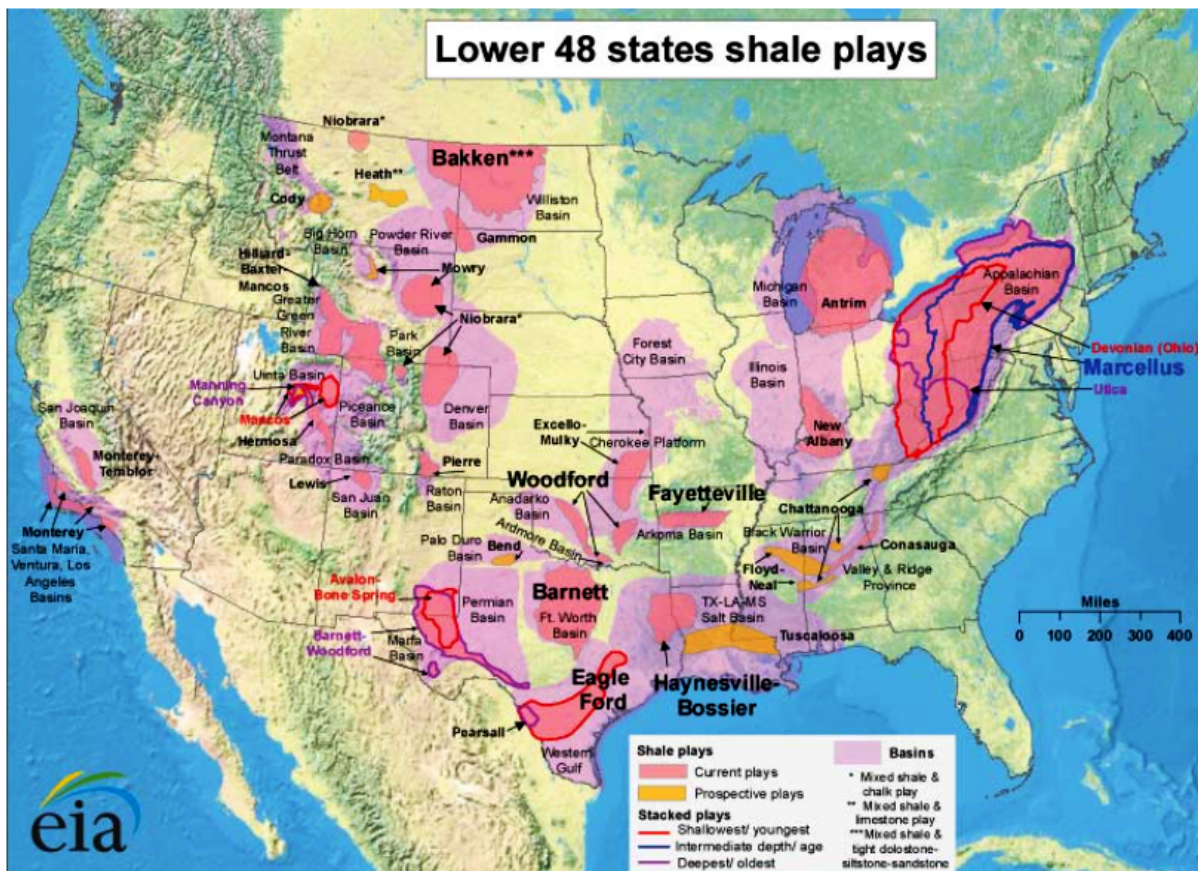 Lower 48 states shale plays
Niobrara*
Montana
Thrust
Belt
Bakken***
Heath**
Cody
Williston
Basin
Big Horn
Basin
Powder River
Basin
Gammon
Hilliard-
Baxter-
Mancos
Mowry
Greater
Green
River
Basin
Niobrara*
Park
Basin
Michigan
Basin
Antrim
Appalachian
Basin
Devonian (Ohio)
Marcellus
Utica
Forest
City Basin
Illinois
Basin
Uinta Basin
Manning
Canyon
Mancos
Piceance
Basin
Denver
Basin
San Joaquin
Basin
Hermosa
Excello-
Mulky
Cherokee Platform
New
Albany
Monterey-
Temblor
Paradox Basin
Pierre
Lewis
San Juan
Basin
Raton
Basin
Woodford
Anadarko
Basin
Fayetteville
Chattanooga
Monterey
Santa Maria,
Ventura, Los
Angeles
Basins
Ardmore Basin
Arkoma Basin
Black Warrior
Basin
Conasauga
Palo Duro
Basin
Bend
Floyd-
Neal
Valley & Ridge
Province
Avalon-
Bone Spring
Permian
Basin
Barnett
Ft. Worth
Basin
TX-LA-MS
Salt Basin
Tuscaloosa
Miles
0 100 200 300 400
Barnett-
Woodford
Marfa
Basin
Eagle
Ford
Haynesville-
Bossier
Pearsall
Western
Gulf
eia
Shale plays
Current plays
Prospective plays
Stacked plays
Shallowest/ youngest
Intermediate depth/ age
Deepest/ oldest
Basins
* Mixed shale &
chalk play
** Mixed shale &
limestone play
***Mixed shale &
tight dolostone-
siltstone-sandstone